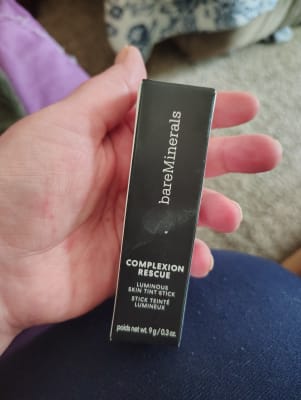 bareMinerals
COMPLEXION
RESCUE
LUMINOUS
SKIN TINT STICK
STICK TEINTÉ
LUMINEUX
poids net wt. 9 g / 0.3 oz.